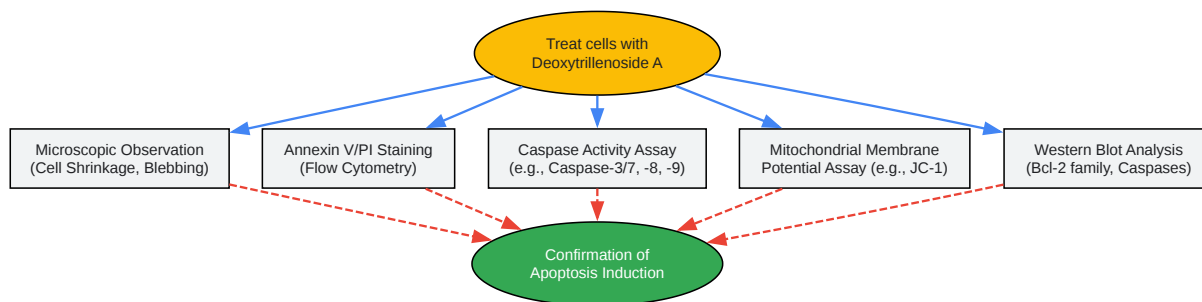 Treat cells with
Deoxytrillenoside A
Microscopic Observation
(Cell Shrinkage, Blebbing)
Annexin V/PI Staining
(Flow Cytometry)
Caspase Activity Assay
(e.g., Caspase-3/7, -8, -9)
Mitochondrial Membrane
Potential Assay (e.g., JC-1)
Western Blot Analysis
(Bcl-2 family, Caspases)
Confirmation of
Apoptosis Induction